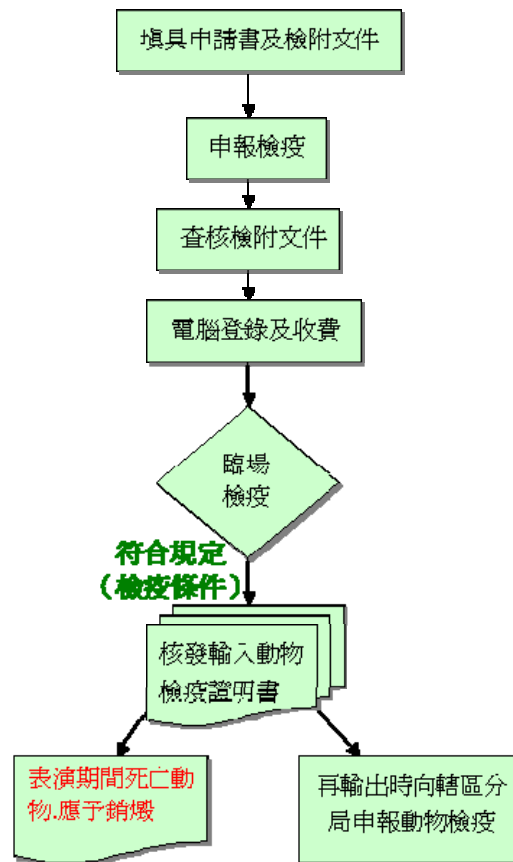 填具申請書及檢附文件
申報檢疫
查核檢附文件
電腦登錄及收費
臨場
檢疫
符合規定
（檢疫條件）
核發輸入動物
檢疫證明書
表演期間死亡動
物.應予銷燬
再輸出時向轄區分
局申報動物檢疫